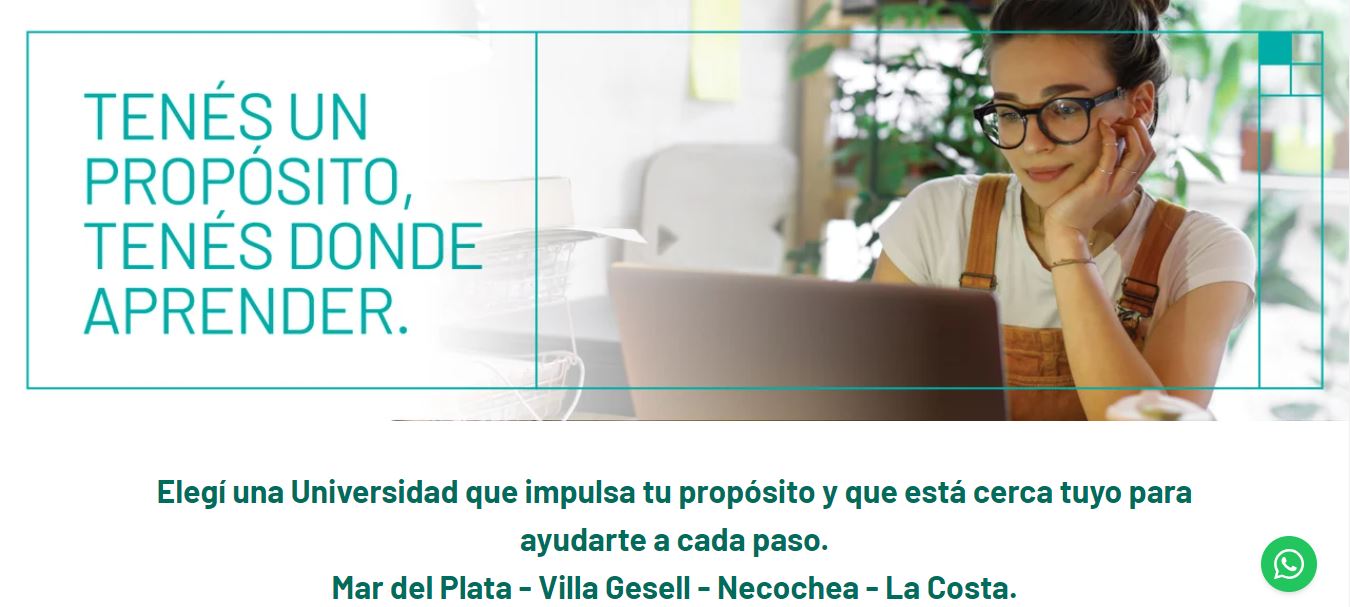 TENÉS UN
PROPÓSITO,
TENÉS DONDE
APRENDER.
Elegí una Universidad que impulsa tu propósito y que está cerca tuyo para
ayudarte a cada paso.
Mar del Plata - Villa Gesell - Necochea - La Costa.